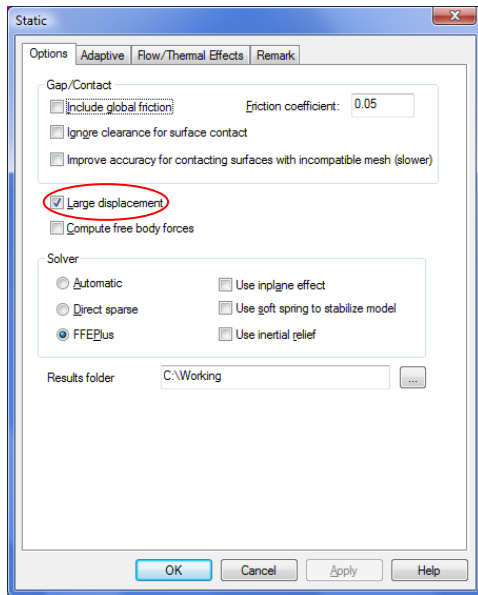 Static
Options Adaptive Flow/Thermal Effects Remark
Gap/Contact
Include global friction Friction coefficient: 0.05
Ignore clearance for surface contact
Improve accuracy for contacting surfaces with incompatible mesh (slower)
Large displacement
Compute free body forces
Solver
Automatic Use inplane effect
Direct sparse Use soft spring to stabilize model
FFEPlus Use inertial relief
Results folder C:\Working ...
OK Cancel Apply Help